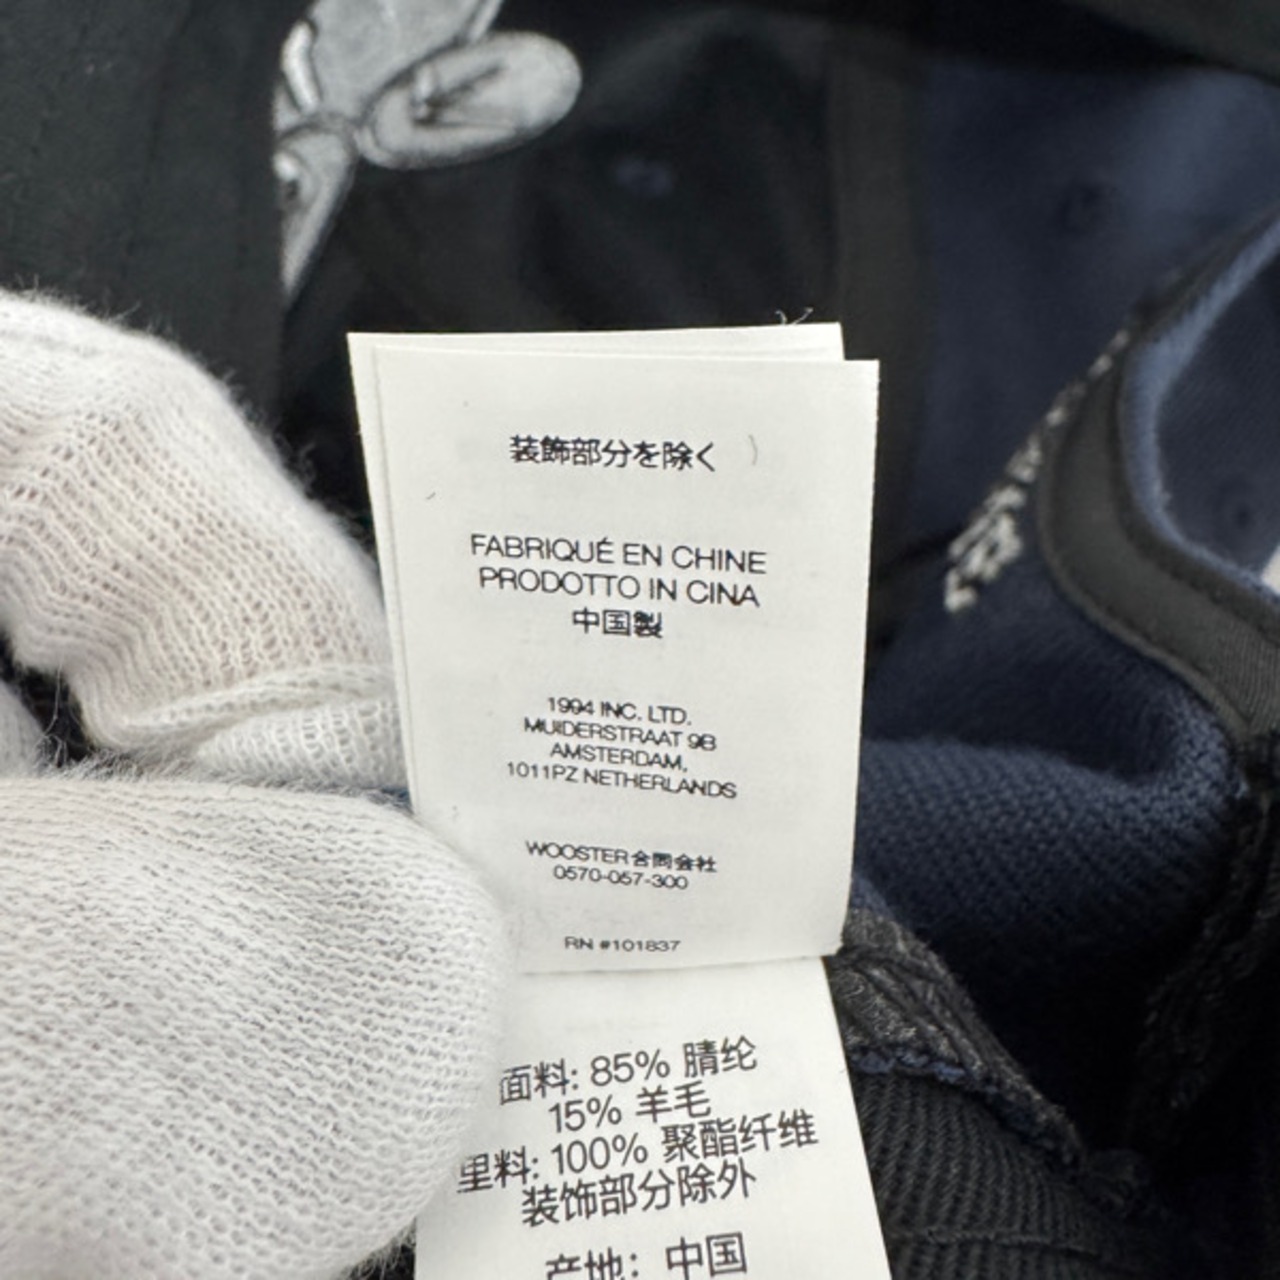 装飾部分を除く
FABRIQUÉ EN CHINE
PRODOTTO IN CINA
中国製
1994 INC. LTD.
MUIDERSTRAAT 9B
AMSTERDAM,
1011PZ NETHERLANDS
WOOSTER合同会社
0570-057-300
RN #101837
面料: 85% 腈纶
15% 羊毛
里料: 100% 聚酯纤维
装饰部分除外
产地: 中国